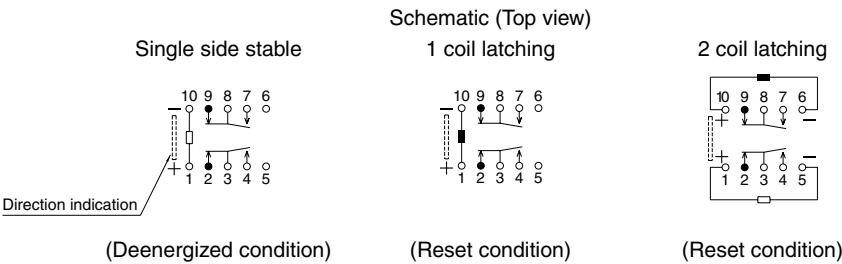 Schematic (Top view)
Single side stable 1 coil latching 2 coil latching
10 9 8 7 6 10 9 8 7 6 10 9 8 7 6
− − + −
+ + + −
1 2 3 4 5 1 2 3 4 5 1 2 3 4 5
Direction indication
(Deenergized condition) (Reset condition) (Reset condition)